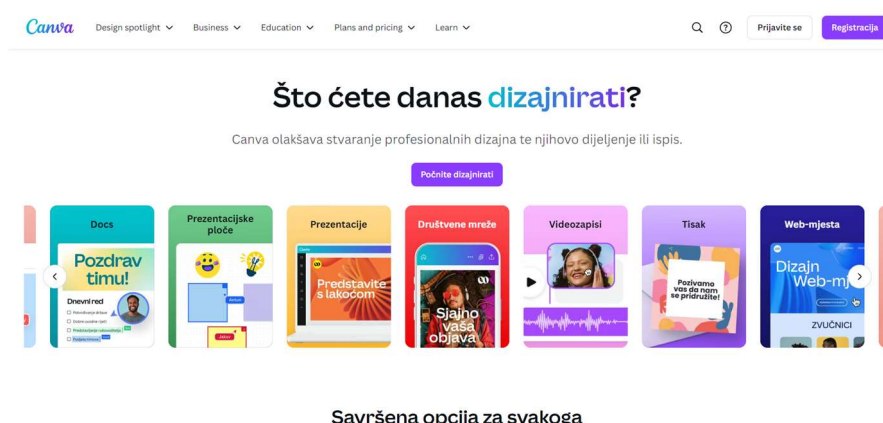 Canva
Design spotlight
Business
Education
Plans and pricing
Learn
Prijavite se
Registracija
Što ćete danas dizajnirati?
Canva olakšava stvaranje profesionalnih dizajna te njihovo dijeljenje ili ispis.
Počnite dizajnirati
Docs
Pozdrav
timu!
Dnevni red
Prezentacijske
ploče
Prezentacije
Predstavite
s lakoćom
Društvene mreže
Sjajno
vaša
objava
Videozapisi
Tisak
Pozivamo
vas da nam
se pridružite!
Web-mjesta
Dizajn
Web-mj
ZVUČNICI
Savršena opcija za svakoga